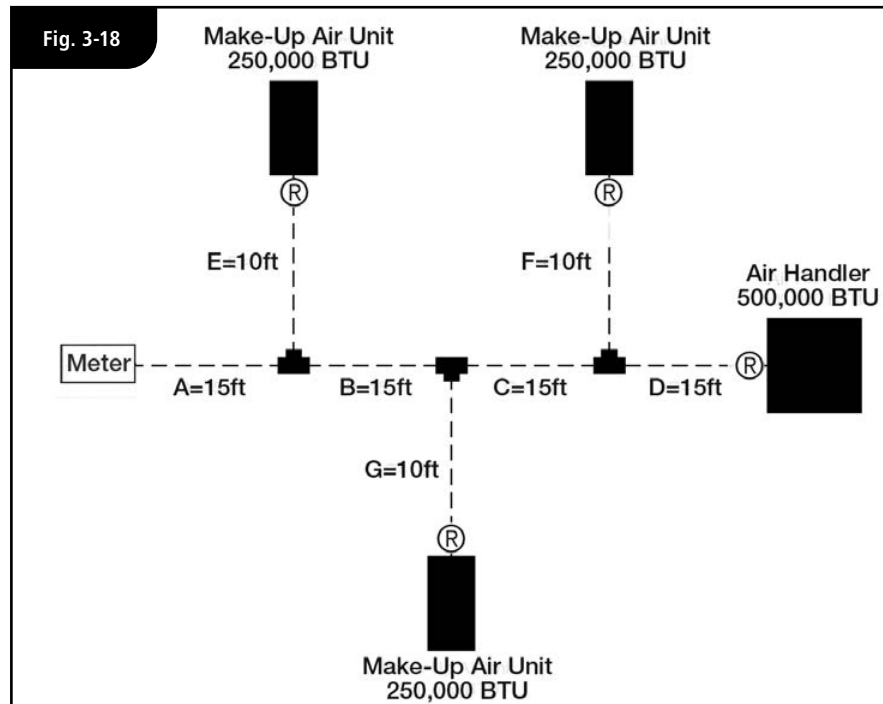 Fig. 3-18
Make-Up Air Unit
250,000 BTU
Make-Up Air Unit
250,000 BTU
R
R
E=10ft
F=10ft
Air Handler
500,000 BTU
Meter
R
A=15ft
B=15ft
C=15ft
D=15ft
G=10ft
R
Make-Up Air Unit
250,000 BTU